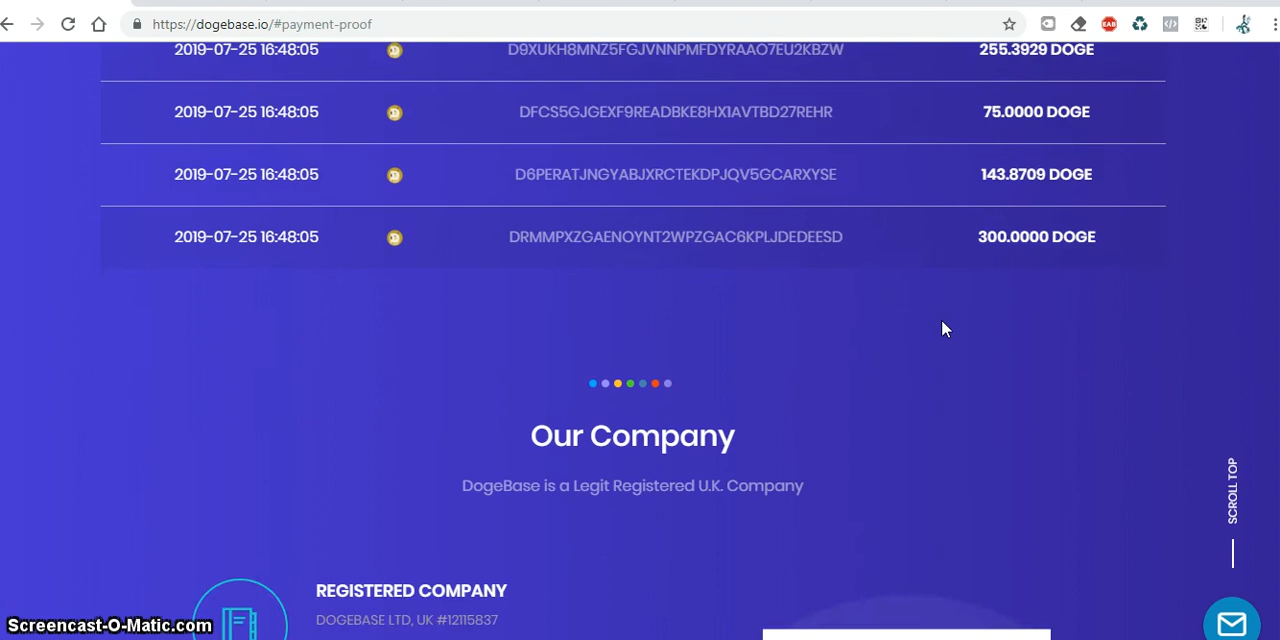 https://dogebase.io/#payment-proof
2019-07-25 16:48:05 D9XUKH8MNZ5FGJVNNPMFDYRAAO7EU2KBZW 255.3929 DOGE
2019-07-25 16:48:05 DFCS5GJGEXF9READBKE8HX1AVTBD27REHR 75.0000 DOGE
2019-07-25 16:48:05 D6PERATJNGYABJXRCTEKDPJQV5GCARXYSE 143.8709 DOGE
2019-07-25 16:48:05 DRMMPXZGAENOYNT2WPZGAC6KPLJDEDEESD 300.0000 DOGE
Our Company
DogeBase is a Legit Registered U.K. Company
SCROLL TOP
REGISTERED COMPANY
DOGEBASE LTD, UK #12115837
Screencast-O-Matic.com
EAB